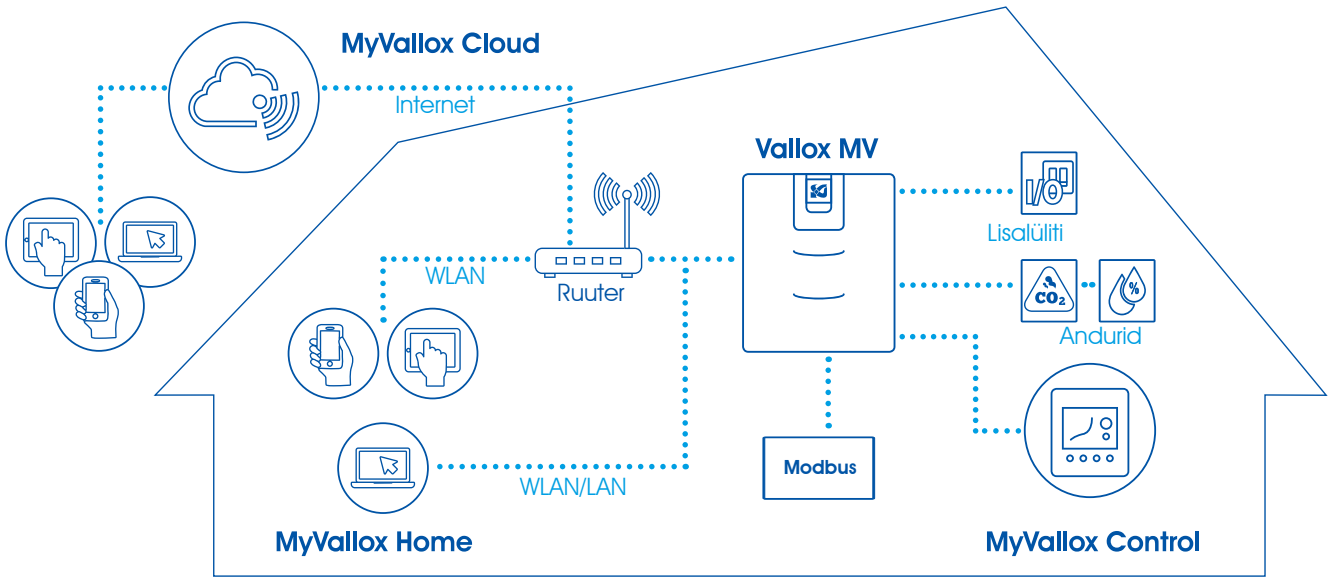 MyVallox Cloud
Internet
Vallox MV
I/O
Lisalüliti
WLAN
Ruuter
CO₂
%
Andurid
Modbus
WLAN/LAN
MyVallox Home
MyVallox Control